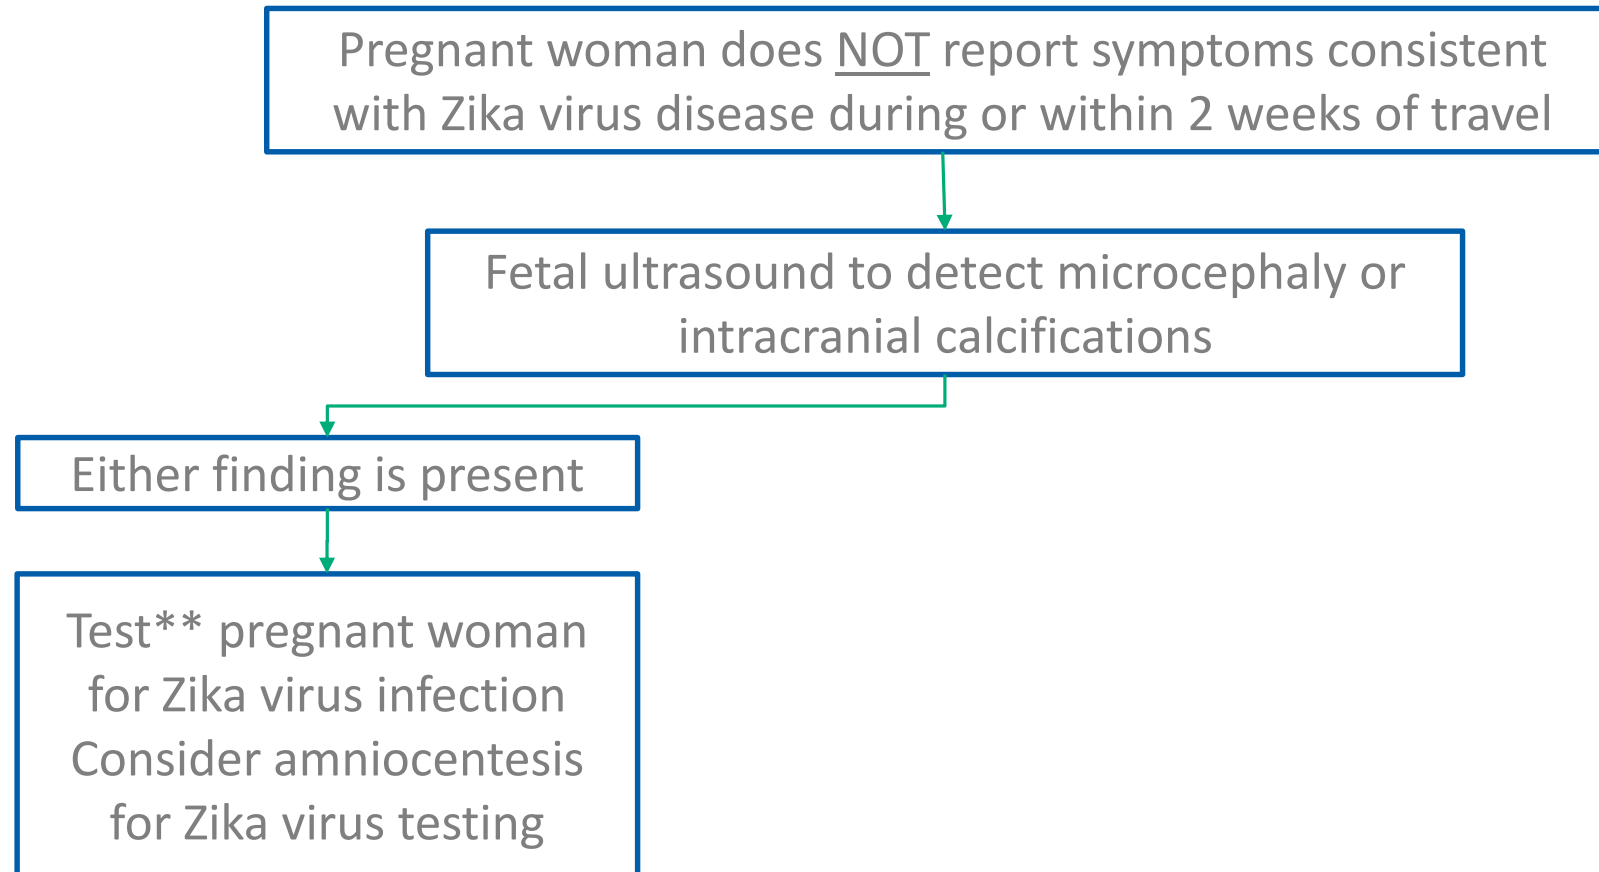 Pregnant woman does NOT report symptoms consistent
with Zika virus disease during or within 2 weeks of travel
Fetal ultrasound to detect microcephaly or
intracranial calcifications
Either finding is present
Test** pregnant woman
for Zika virus infection
Consider amniocentesis
for Zika virus testing